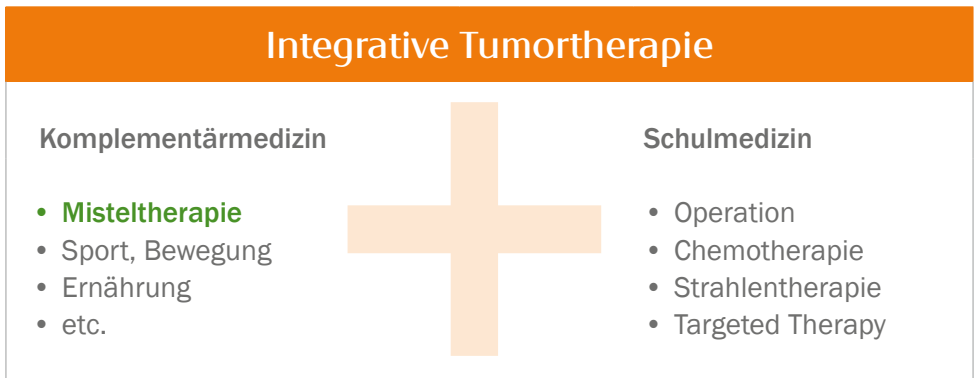 Integrative Tumortherapie
Komplementärmedizin
• Misteltherapie
• Sport, Bewegung
• Ernährung
• etc.
Schulmedizin
• Operation
• Chemotherapie
• Strahlentherapie
• Targeted Therapy